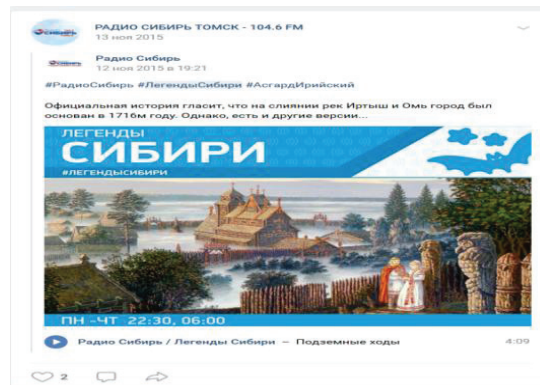 РАДИО СИБИРЬ ТОМСК - 104.6 FM
13 ноя 2015
Радио Сибирь
12 ноя 2015 в 19:21
#РадиоСибирь #ЛегендыСибири #АсгардИрийский
Официальная история гласит, что на слиянии рек Иртыш и Омь город был
основан в 1716м году. Однако, есть и другие версии...
ЛЕГЕНДЫ
СИБИРИ
#ЛЕГЕНДЫСИБИРИ
ПН -ЧТ 22:30, 06:00
Радио Сибирь / Легенды Сибири – Подземные ходы
4:09
2